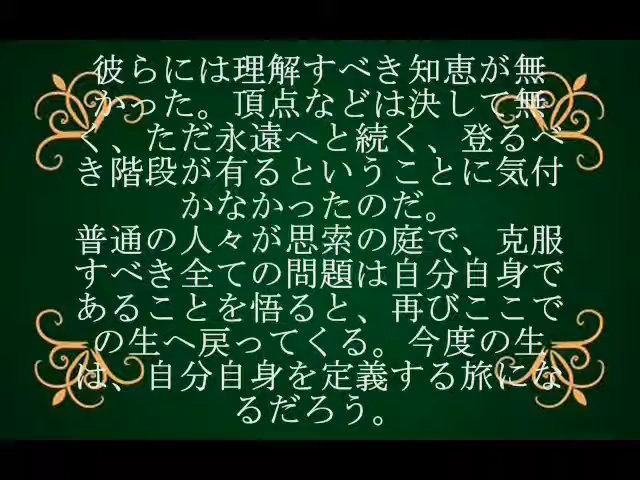 彼らには理解すべき知恵が無
かった。頂点などは決して無
く、ただ永遠へと続く、登るべ
き階段が有るということに気付
かなかったのだ。
普通の人々が思索の庭で、克服
すべき全ての問題は自分自身で
あることを悟ると、再びここで
の生へ戻ってくる。今度の生
は、自分自身を定義する旅にな
るだろう。